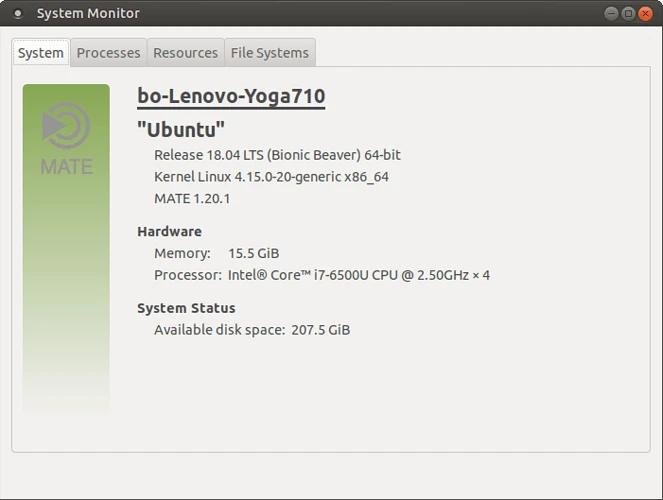 System Monitor
System Processes Resources File Systems
MATE
bo-Lenovo-Yoga710
"Ubuntu"
Release 18.04 LTS (Bionic Beaver) 64-bit
Kernel Linux 4.15.0-20-generic x86_64
MATE 1.20.1
Hardware
Memory: 15.5 GiB
Processor: Intel® Core™ i7-6500U CPU @ 2.50GHz × 4
System Status
Available disk space: 207.5 GiB